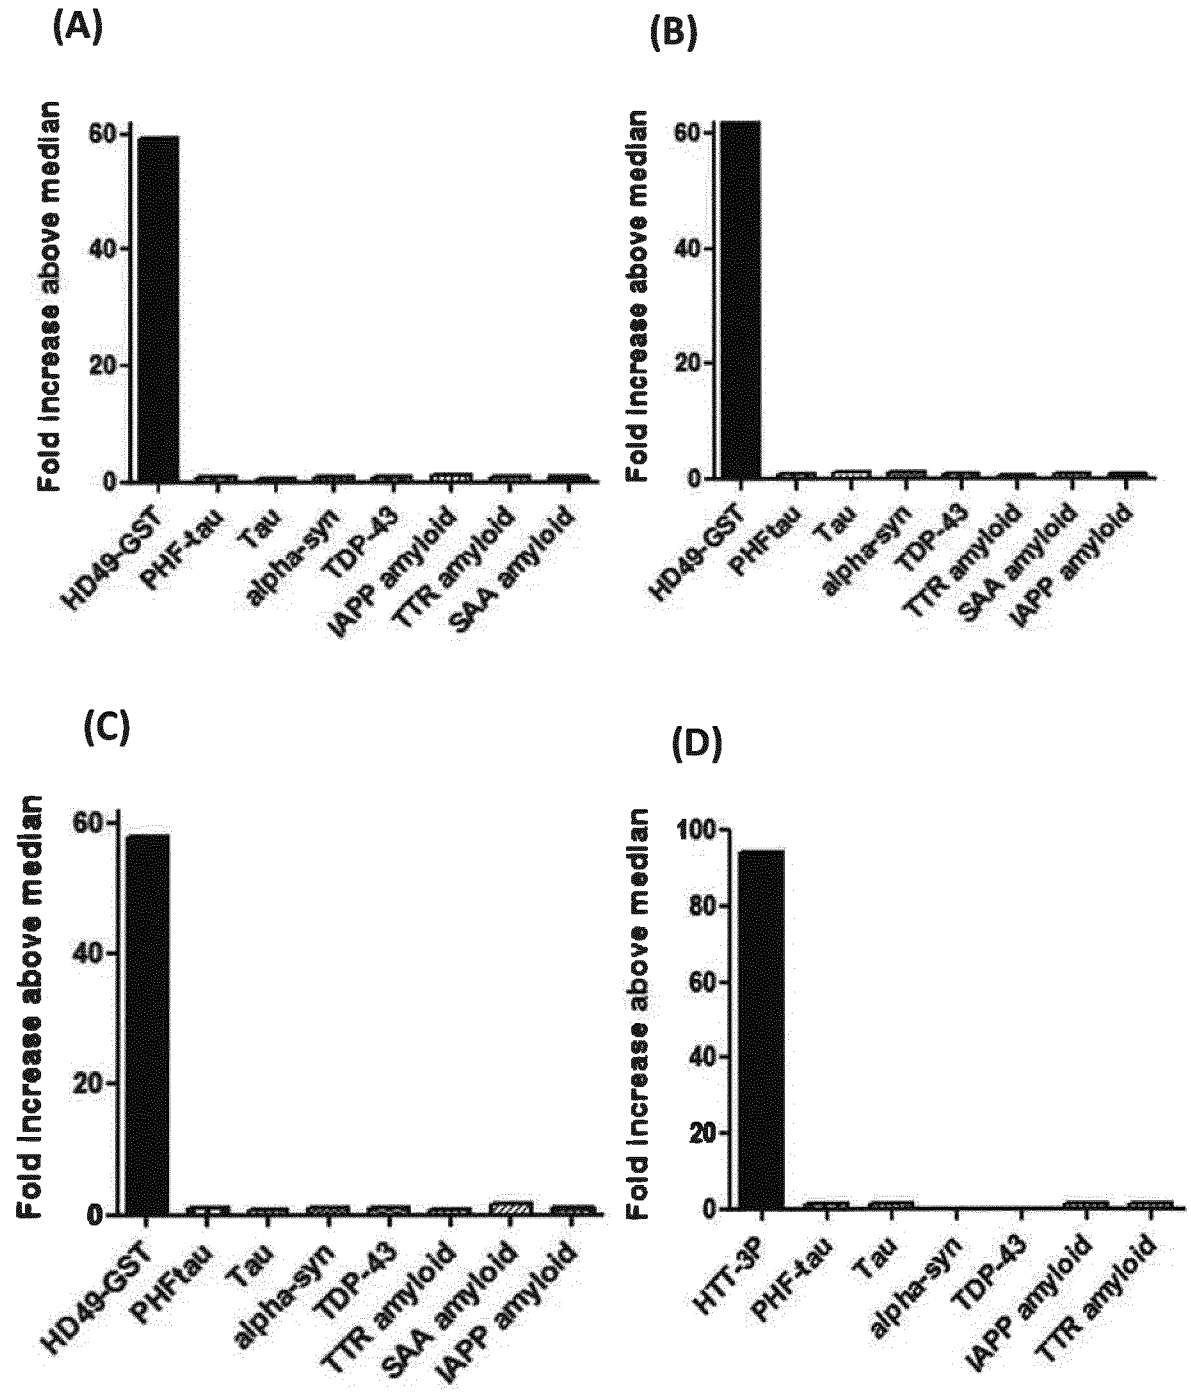 (A)
Fold increase above median
60
40
20
0
HD49-GST
PHF-tau
Tau
alpha-syn
TDP-43
IAPP amyloid
TTR amyloid
SAA amyloid
(B)
Fold increase above median
60
40
20
0
HD49-GST
PHFtau
Tau
alpha-syn
TDP-43
TTR amyloid
SAA amyloid
IAPP amyloid
(C)
Fold increase above median
60
40
20
0
HD49-GST
PHFtau
Tau
alpha-syn
TDP-43
TTR amyloid
SAA amyloid
IAPP amyloid
(D)
Fold increase above median
100
80
60
40
20
0
HTT-3P
PHF-tau
Tau
alpha-syn
TDP-43
IAPP amyloid
TTR amyloid